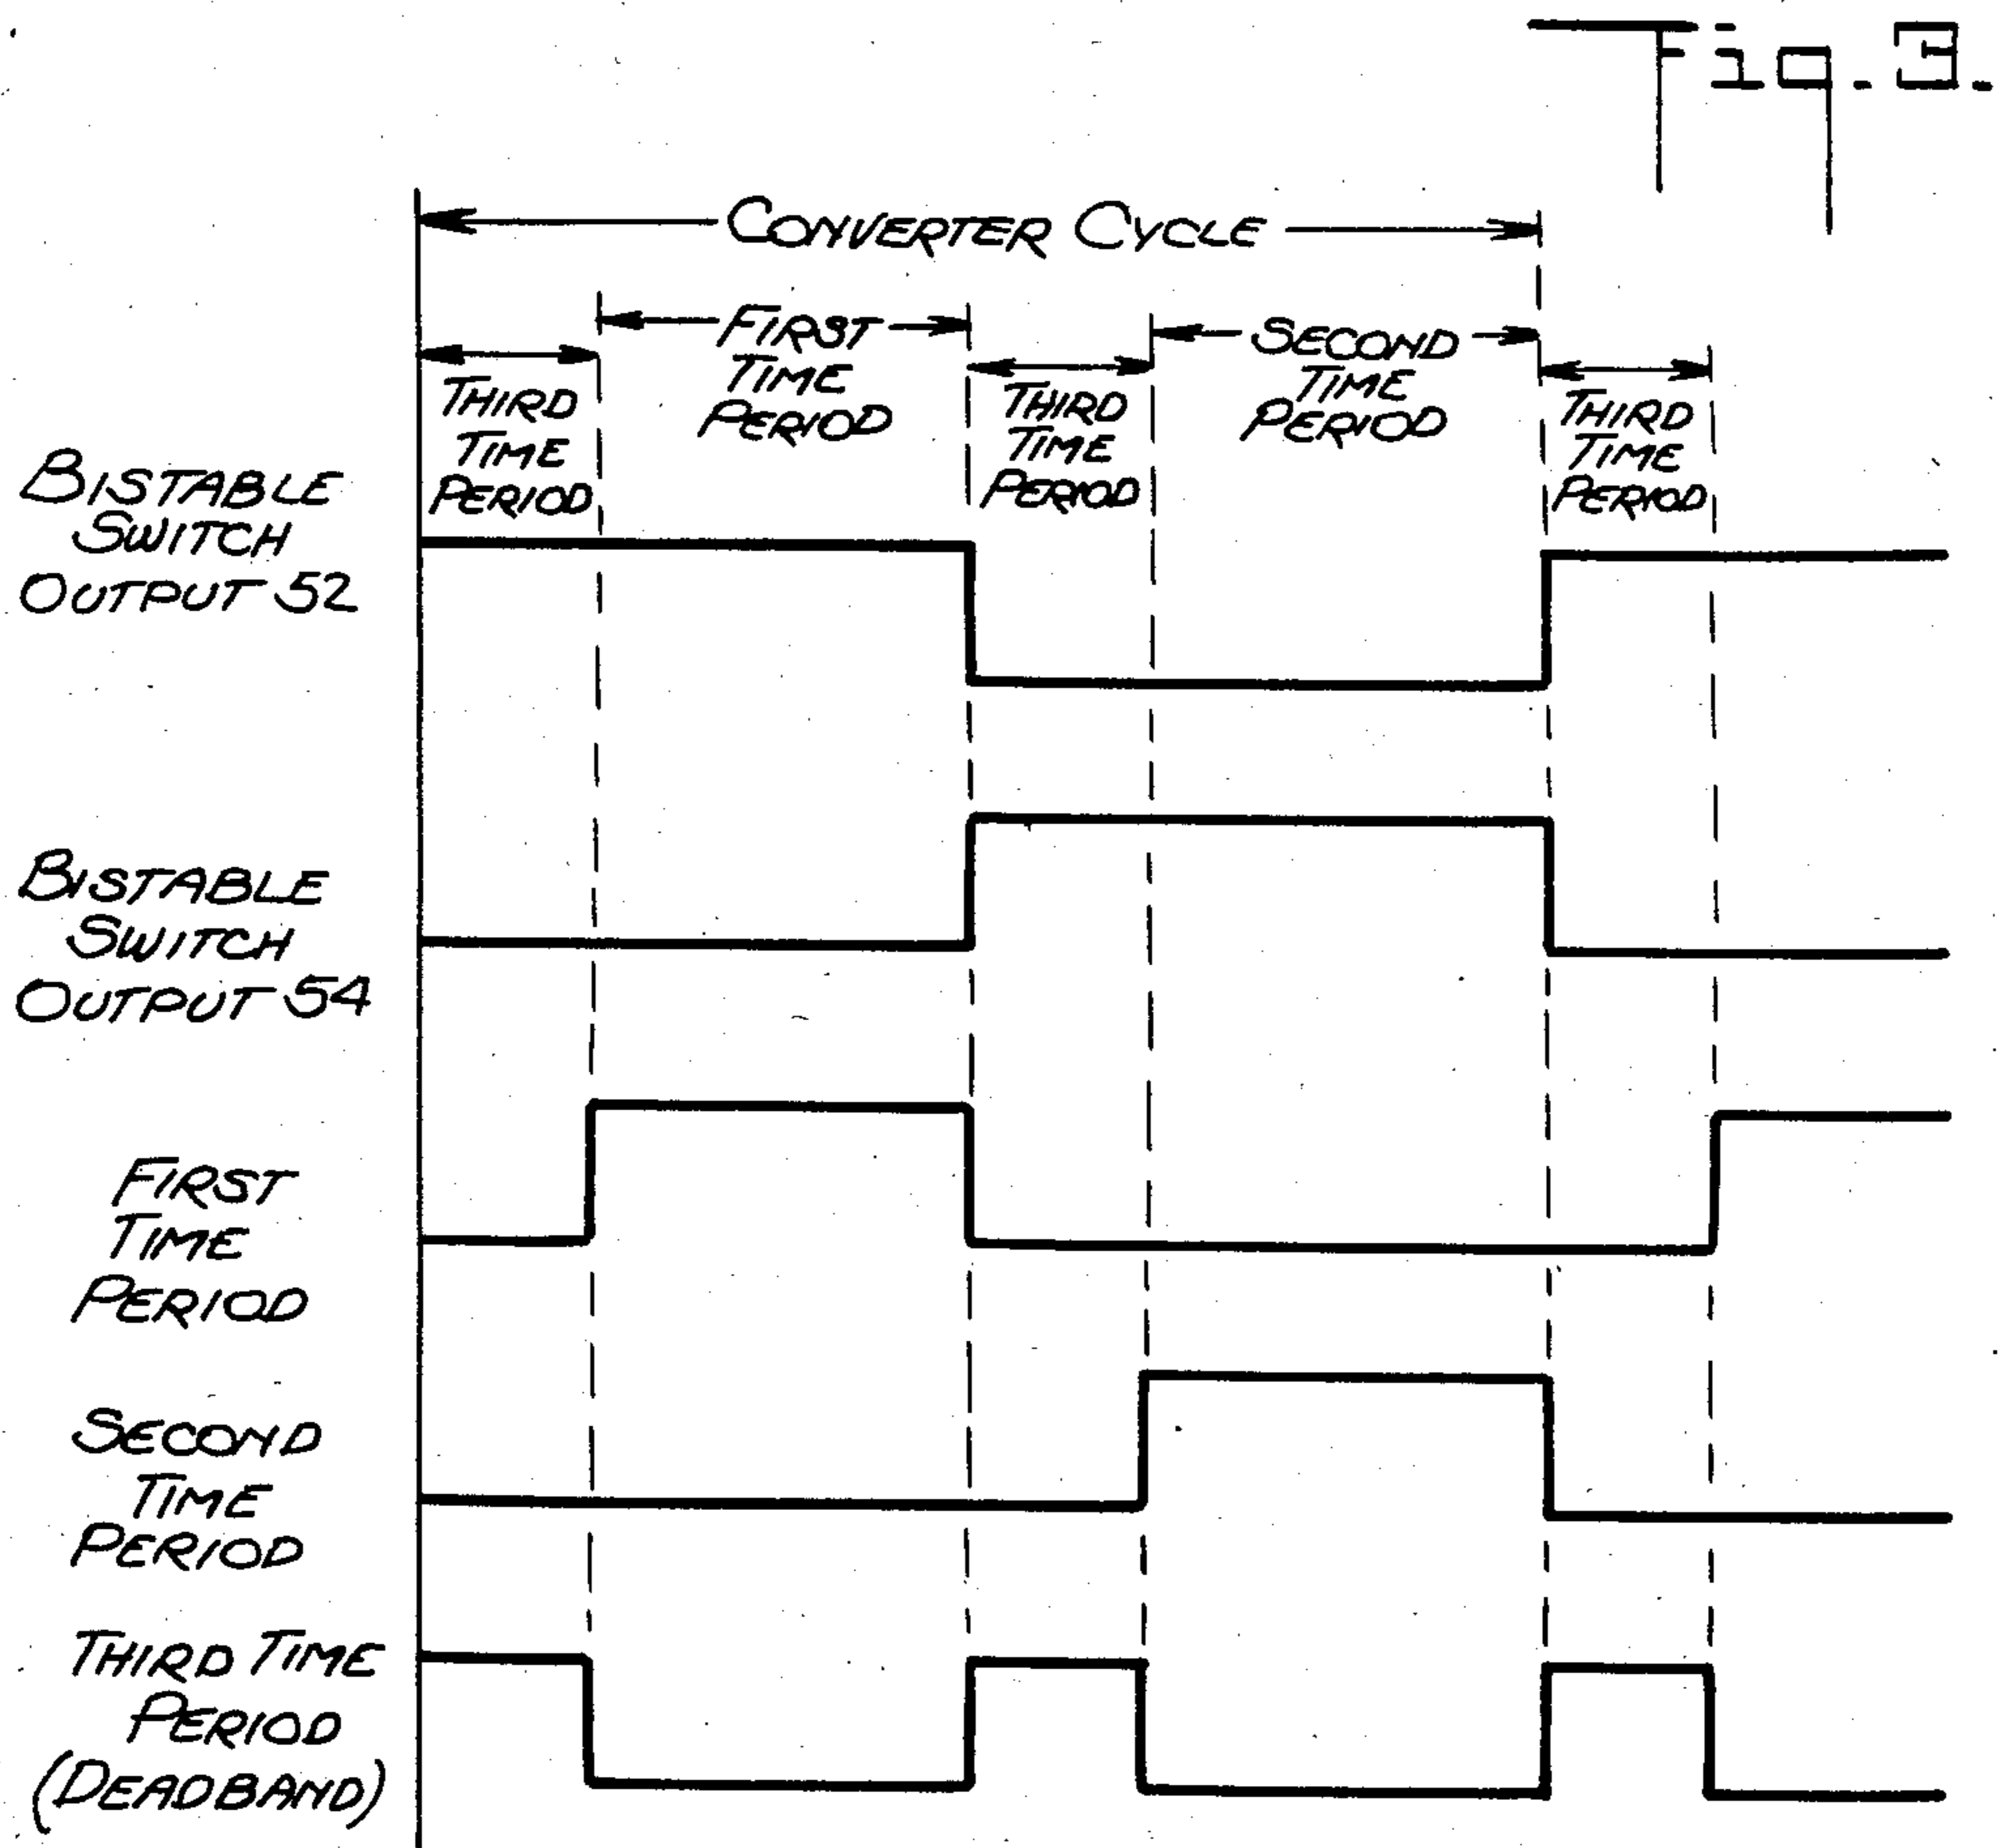 Fig. 3.
CONVERTER CYCLE
FIRST
TIME
PERIOD
SECOND
TIME
PERIOD
THIRD
TIME
PERIOD
THIRD
TIME
PERIOD
THIRD
TIME
PERIOD
BISTABLE
SWITCH
OUTPUT 52
BISTABLE
SWITCH
OUTPUT 54
FIRST
TIME
PERIOD
SECOND
TIME
PERIOD
THIRD TIME
PERIOD
(DEADBAND)